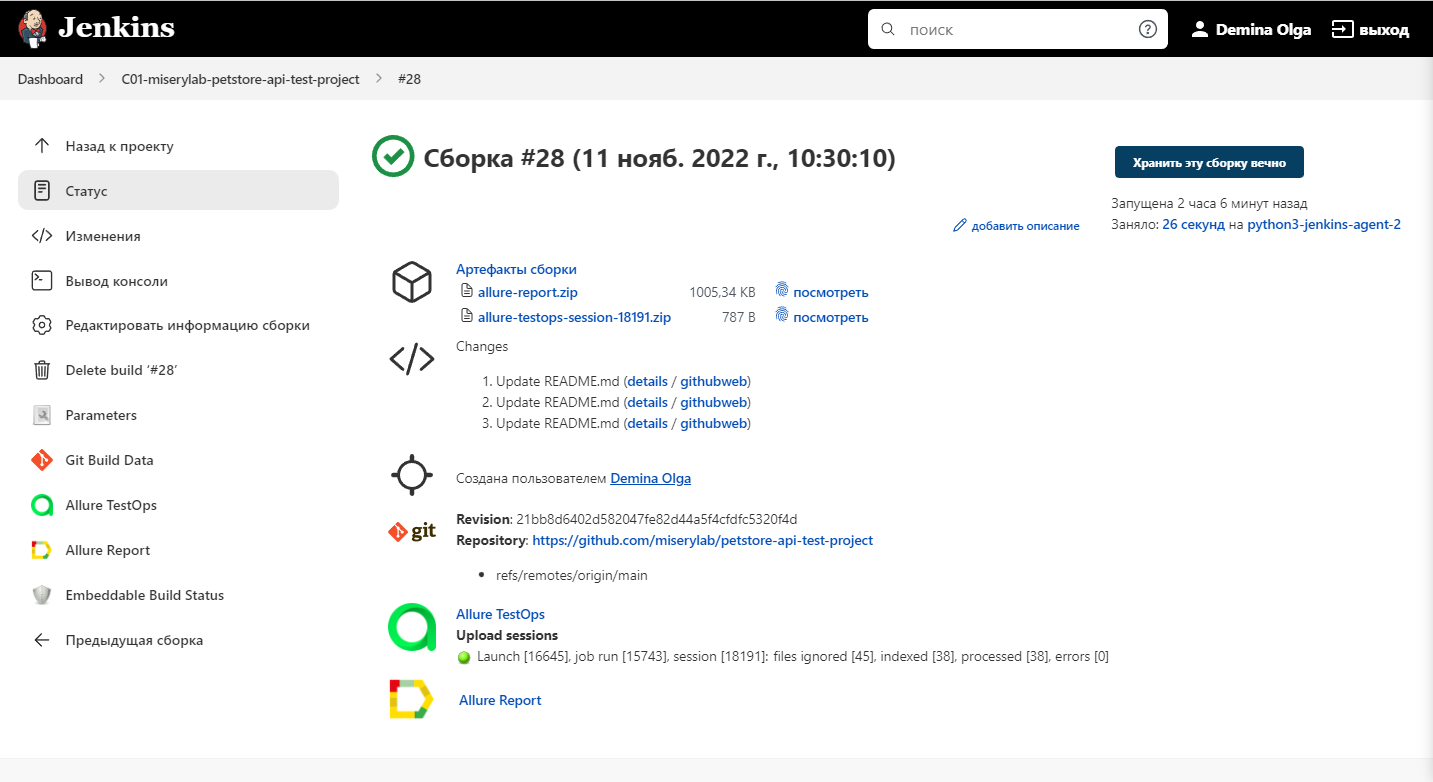 Jenkins
поиск
Demina Olga
выход
Dashboard
C01-miserylab-petstore-api-test-project
#28
Назад к проекту
Статус
Изменения
Вывод консоли
Редактировать информацию сборки
Delete build ‘#28’
Parameters
Git Build Data
Allure TestOps
Allure Report
Embeddable Build Status
Предыдущая сборка
Сборка #28 (11 нояб. 2022 г., 10:30:10)
Хранить эту сборку вечно
Запущена 2 часа 6 минут назад
Заняло: 26 секунд на python3-jenkins-agent-2
добавить описание
Артефакты сборки
allure-report.zip 1005,34 KB посмотреть
allure-testops-session-18191.zip 787 B посмотреть
Changes
1. Update README.md (details / githubweb)
2. Update README.md (details / githubweb)
3. Update README.md (details / githubweb)
Создана пользователем Demina Olga
git
Revision: 21bb8d6402d582047fe82d44a5f4cfdfc5320f4d
Repository: https://github.com/miserylab/petstore-api-test-project
• refs/remotes/origin/main
Allure TestOps
Upload sessions
Launch [16645], job run [15743], session [18191]: files ignored [45], indexed [38], processed [38], errors [0]
Allure Report